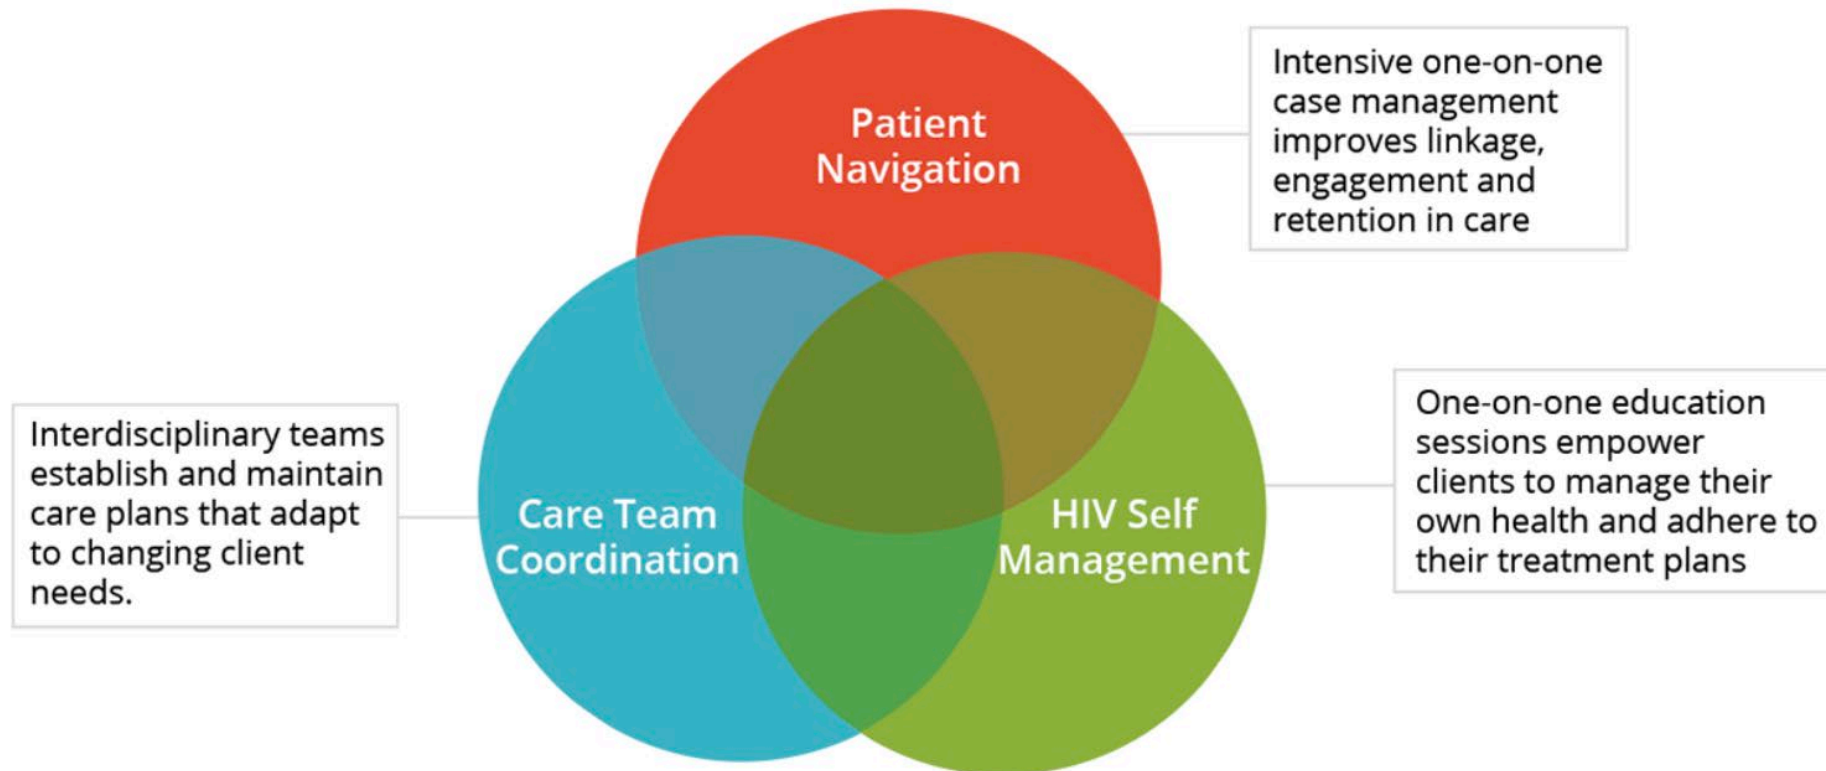 Patient
Navigation
Intensive one-on-one
case management
improves linkage,
engagement and
retention in care
Interdisciplinary teams
establish and maintain
care plans that adapt
to changing client
needs.
Care Team
Coordination
HIV Self
Management
One-on-one education
sessions empower
clients to manage their
own health and adhere to
their treatment plans